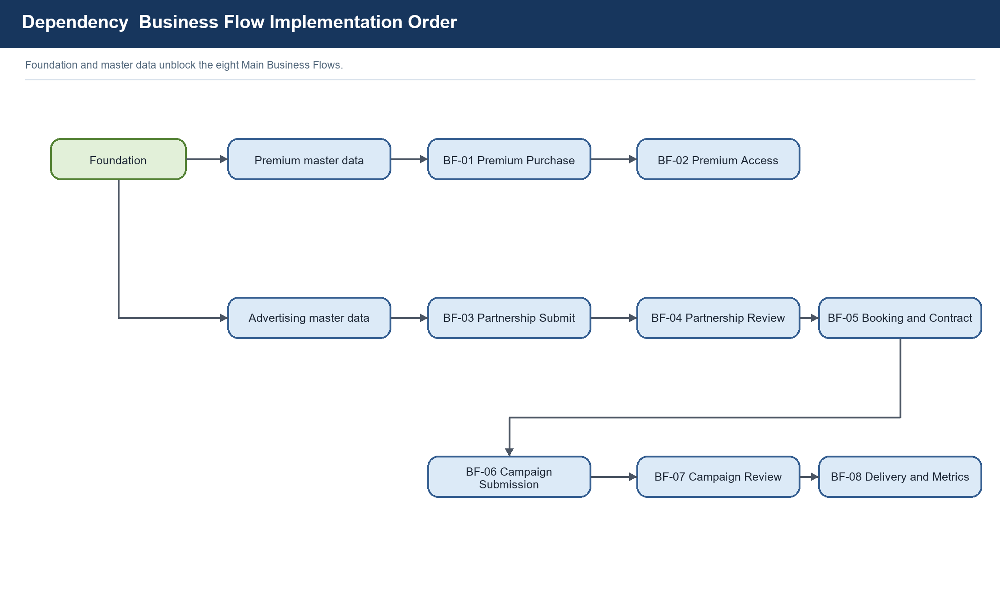 Dependency  Business Flow Implementation Order
Foundation and master data unblock the eight Main Business Flows.
Foundation
Premium master data
BF-01 Premium Purchase
BF-02 Premium Access
Advertising master data
BF-03 Partnership Submit
BF-04 Partnership Review
BF-05 Booking and Contract
BF-06 Campaign
Submission
BF-07 Campaign Review
BF-08 Delivery and Metrics